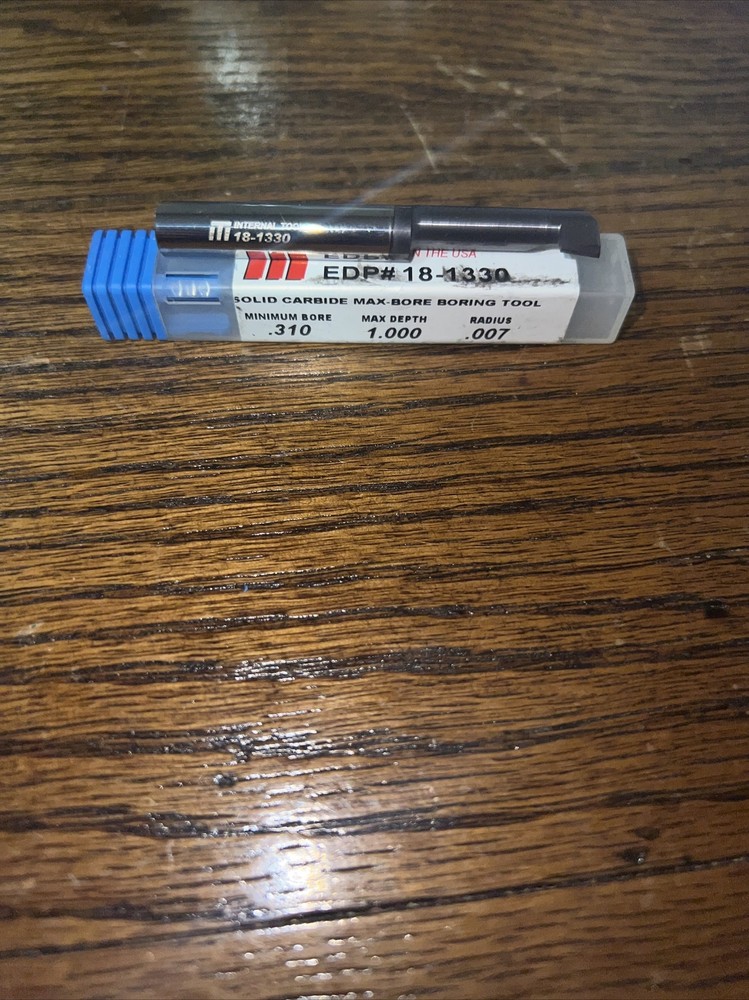 INTERNAL
18-1330
IN THE USA
EDP# 18-1330
SOLID CARBIDE MAX-BORE BORING TOOL
MINIMUM BORE MAX DEPTH RADIUS
.310 1.000 .007